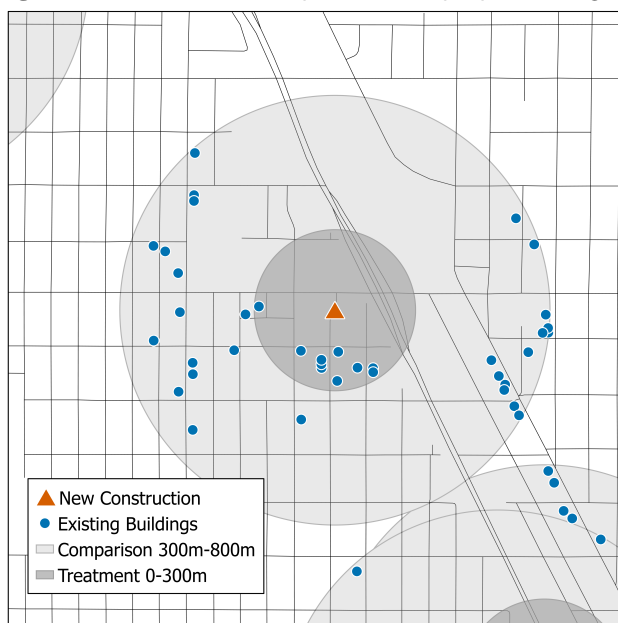 New Construction
Existing Buildings
Comparison 300m-800m
Treatment 0-300m